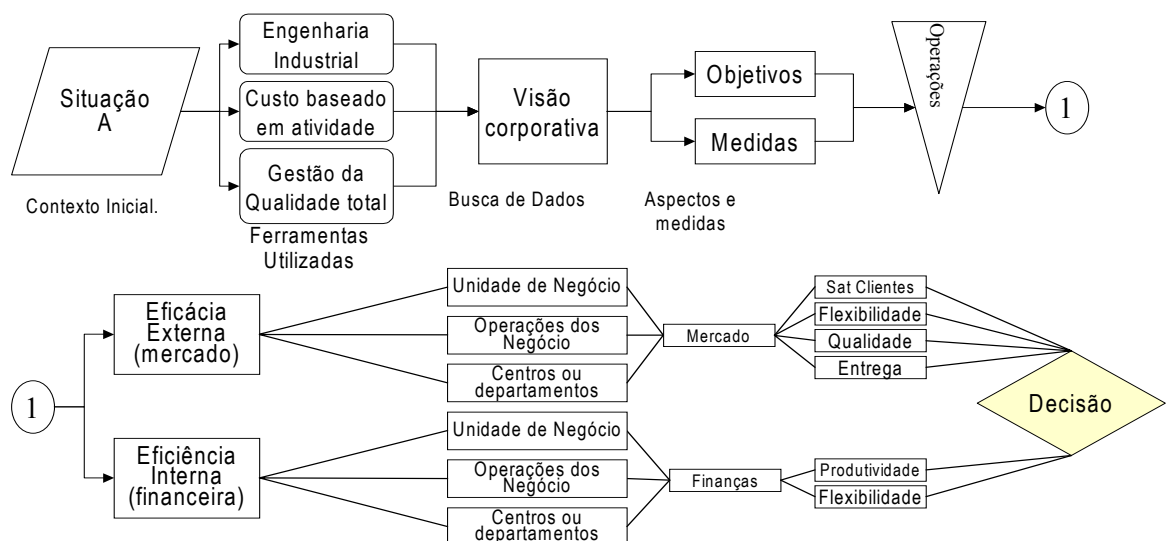 Situação
A
Contexto Inicial.
Engenharia
Industrial
Custo baseado
em atividade
Gestão da
Qualidade total
Ferramentas
Utilizadas
Visão
corporativa
Busca de Dados
Objetivos
Medidas
Aspectos e
medidas
Operações
1
1
Eficácia
Externa
(mercado)
Unidade de Negócio
Operações dos
Negócio
Centros ou
departamentos
Mercado
Sat Clientes
Flexibilidade
Qualidade
Entrega
Eficiência
Interna
(financeira)
Unidade de Negócio
Operações dos
Negócio
Centros ou
departamentos
Finanças
Produtividade
Flexibilidade
Decisão